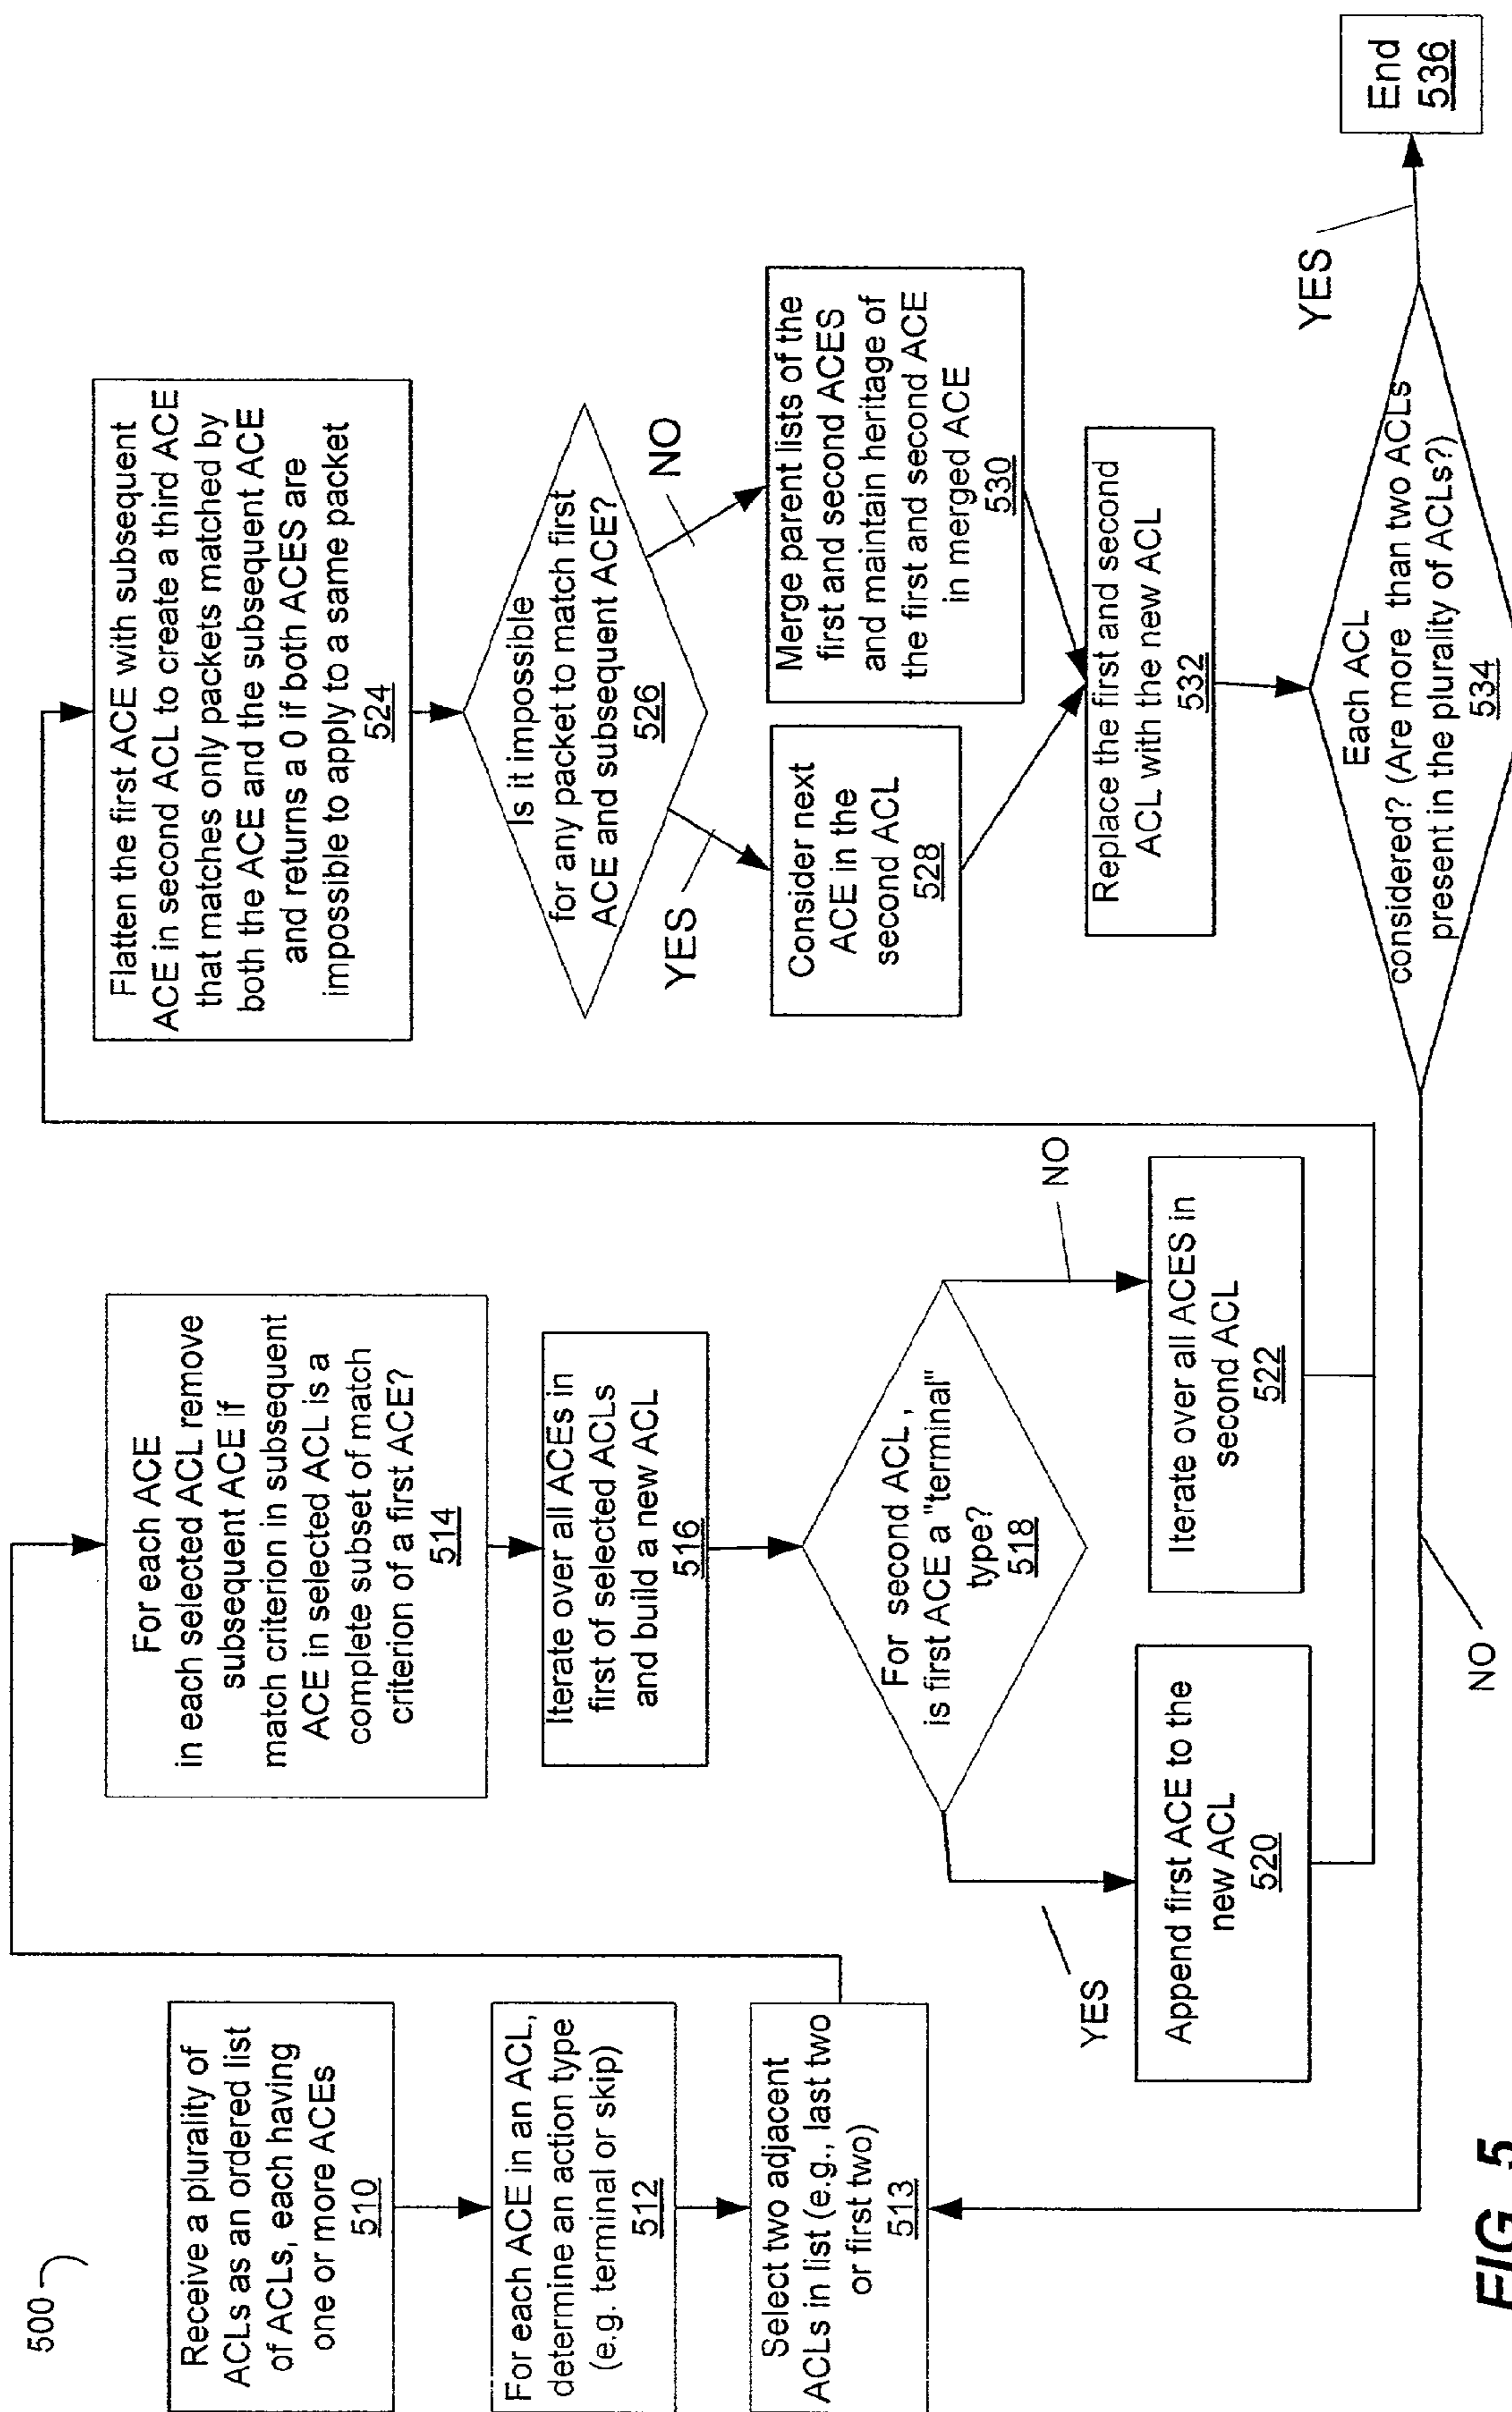 500
Receive a plurality of
ACLs as an ordered list
of ACLs, each having
one or more ACEs
510
For each ACE in an ACL,
determine an action type
(e.g. terminal or skip)
512
Select two adjacent
ACLs in list (e.g., last two
or first two)
513
For each ACE
in each selected ACL remove
subsequent ACE if
match criterion in subsequent
ACE in selected ACL is a
complete subset of match
criterion of a first ACE?
514
Iterate over all ACEs in
first of selected ACLs
and build a new ACL
516
For second ACL,
is first ACE a "terminal"
type?
518
YES
NO
Append first ACE to the
new ACL
520
Iterate over all ACES in
second ACL
522
Flatten the first ACE with subsequent
ACE in second ACL to create a third ACE
that matches only packets matched by
both the ACE and the subsequent ACE
and returns a 0 if both ACES are
impossible to apply to a same packet
524
Is it impossible
for any packet to match first
ACE and subsequent ACE?
526
YES
NO
Consider next
ACE in the
second ACL
528
Merge parent lists of the
first and second ACES
and maintain heritage of
the first and second ACE
in merged ACE
530
Replace the first and second
ACL with the new ACL
532
Each ACL
considered? (Are more than two ACLs
present in the plurality of ACLs?)
534
NO
YES
End
536
FIG. 5